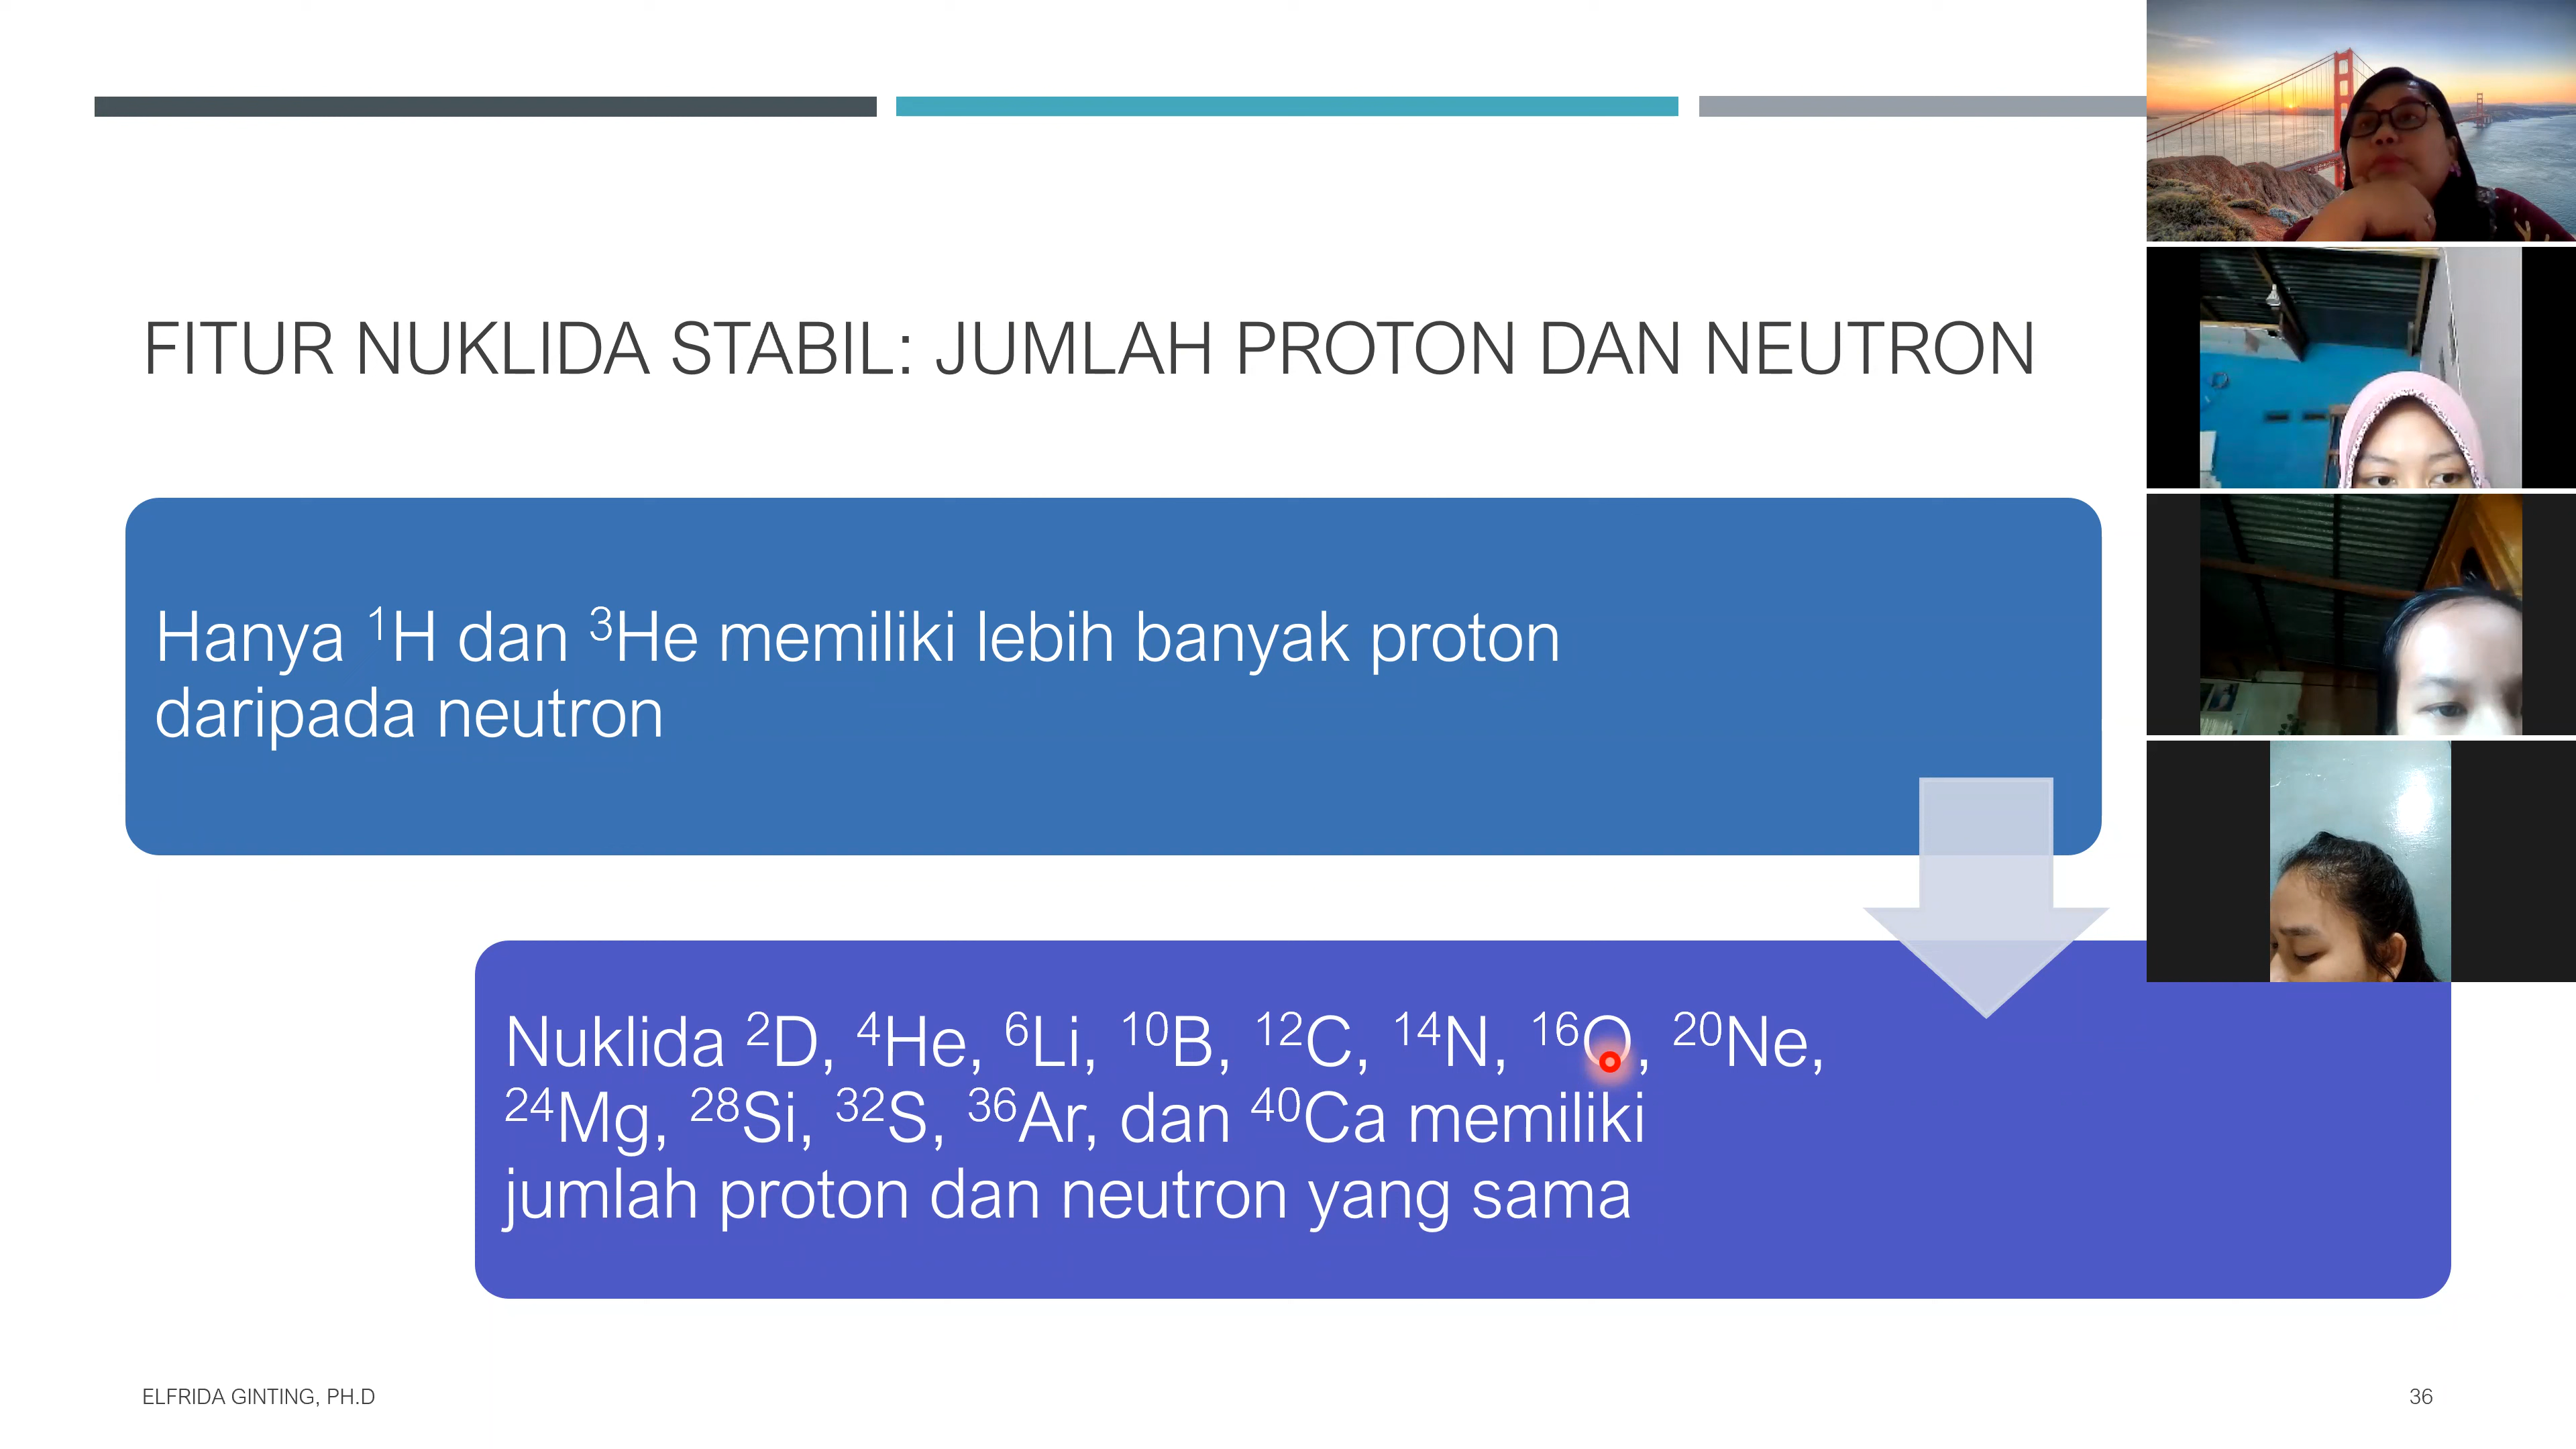 FITUR NUKLIDA STABIL: JUMLAH PROTON DAN NEUTRON
Hanya ¹H dan ³He memiliki lebih banyak proton
daripada neutron
Nuklida ²D, ⁴He, ⁶Li, ¹⁰B, ¹²C, ¹⁴N, ¹⁶O, ²⁰Ne,
²⁴Mg, ²⁸Si, ³²S, ³⁶Ar, dan ⁴⁰Ca memiliki
jumlah proton dan neutron yang sama
ELFRIDA GINTING, PH.D
36